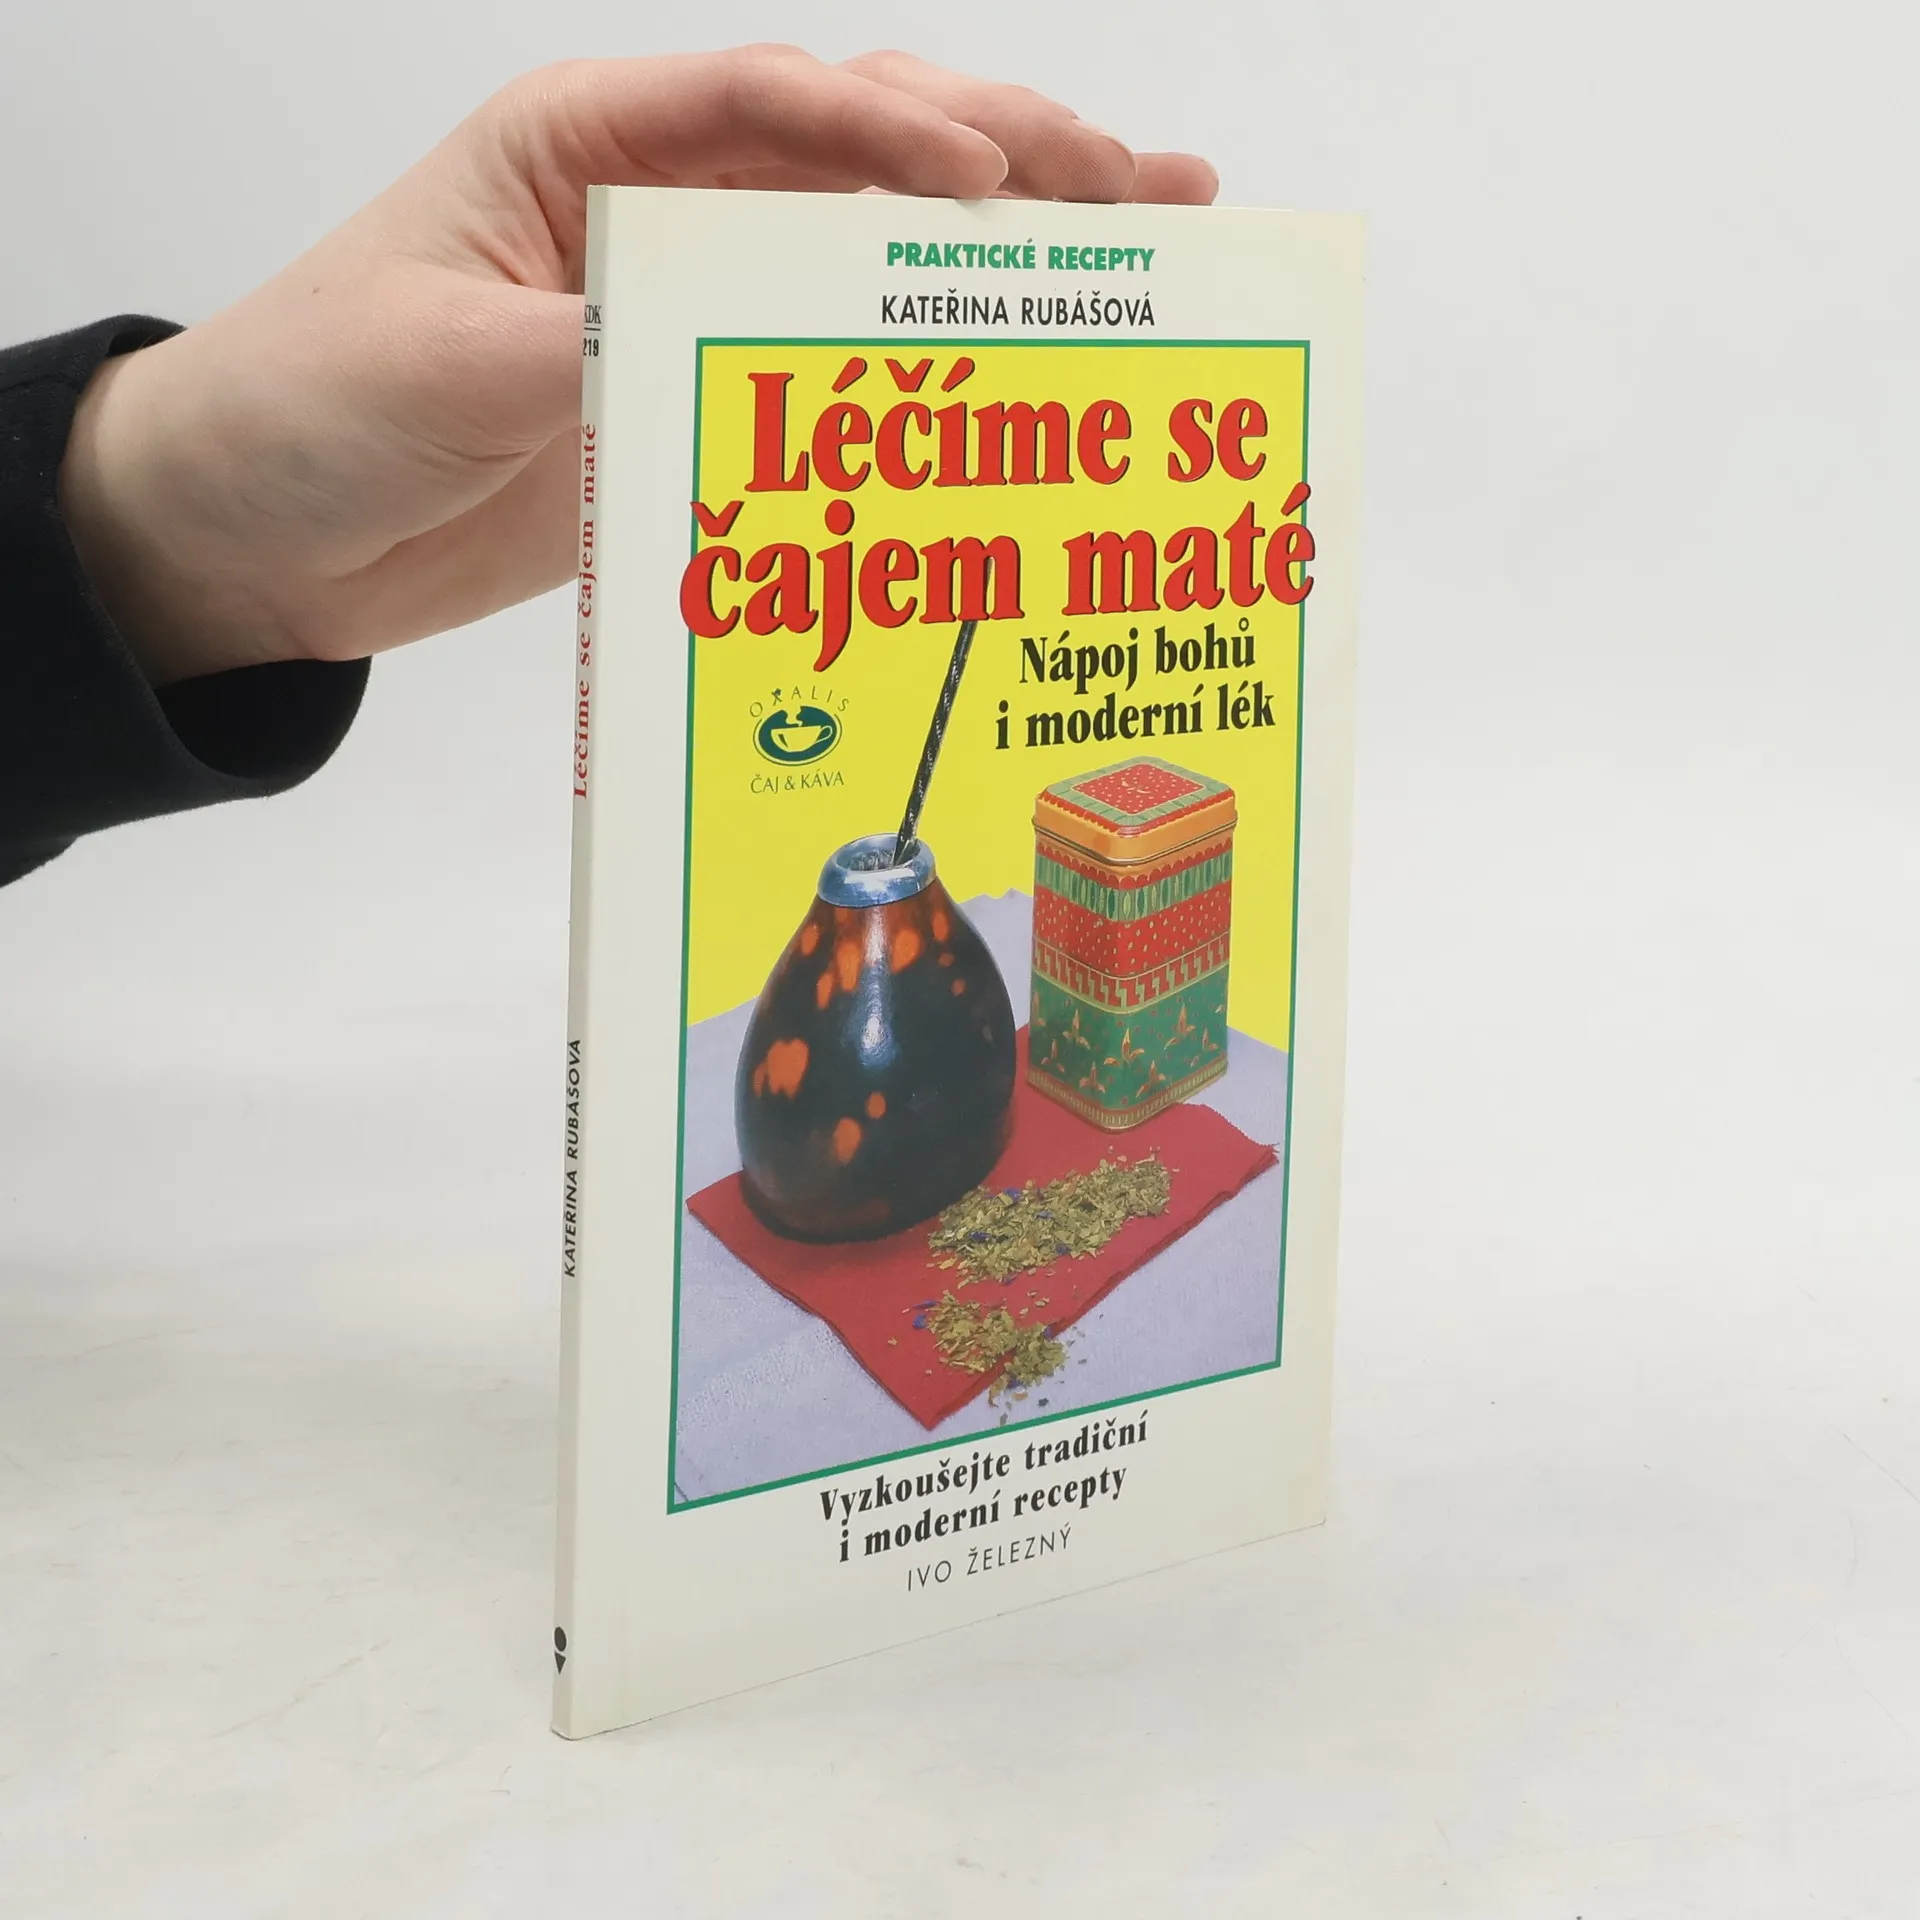 PRAKTICKÉ RECEPTY
KATEŘINA RUBÁŠOVÁ
Léčíme se
čajem maté
Nápoj bohů
i moderní lék
OXALIS
ČAJ & KÁVA
Vyzkoušejte tradiční
i moderní recepty
IVO ŽELEZNÝ
KDK
219
Léčíme se čajem maté
KATEŘINA RUBÁŠOVÁ